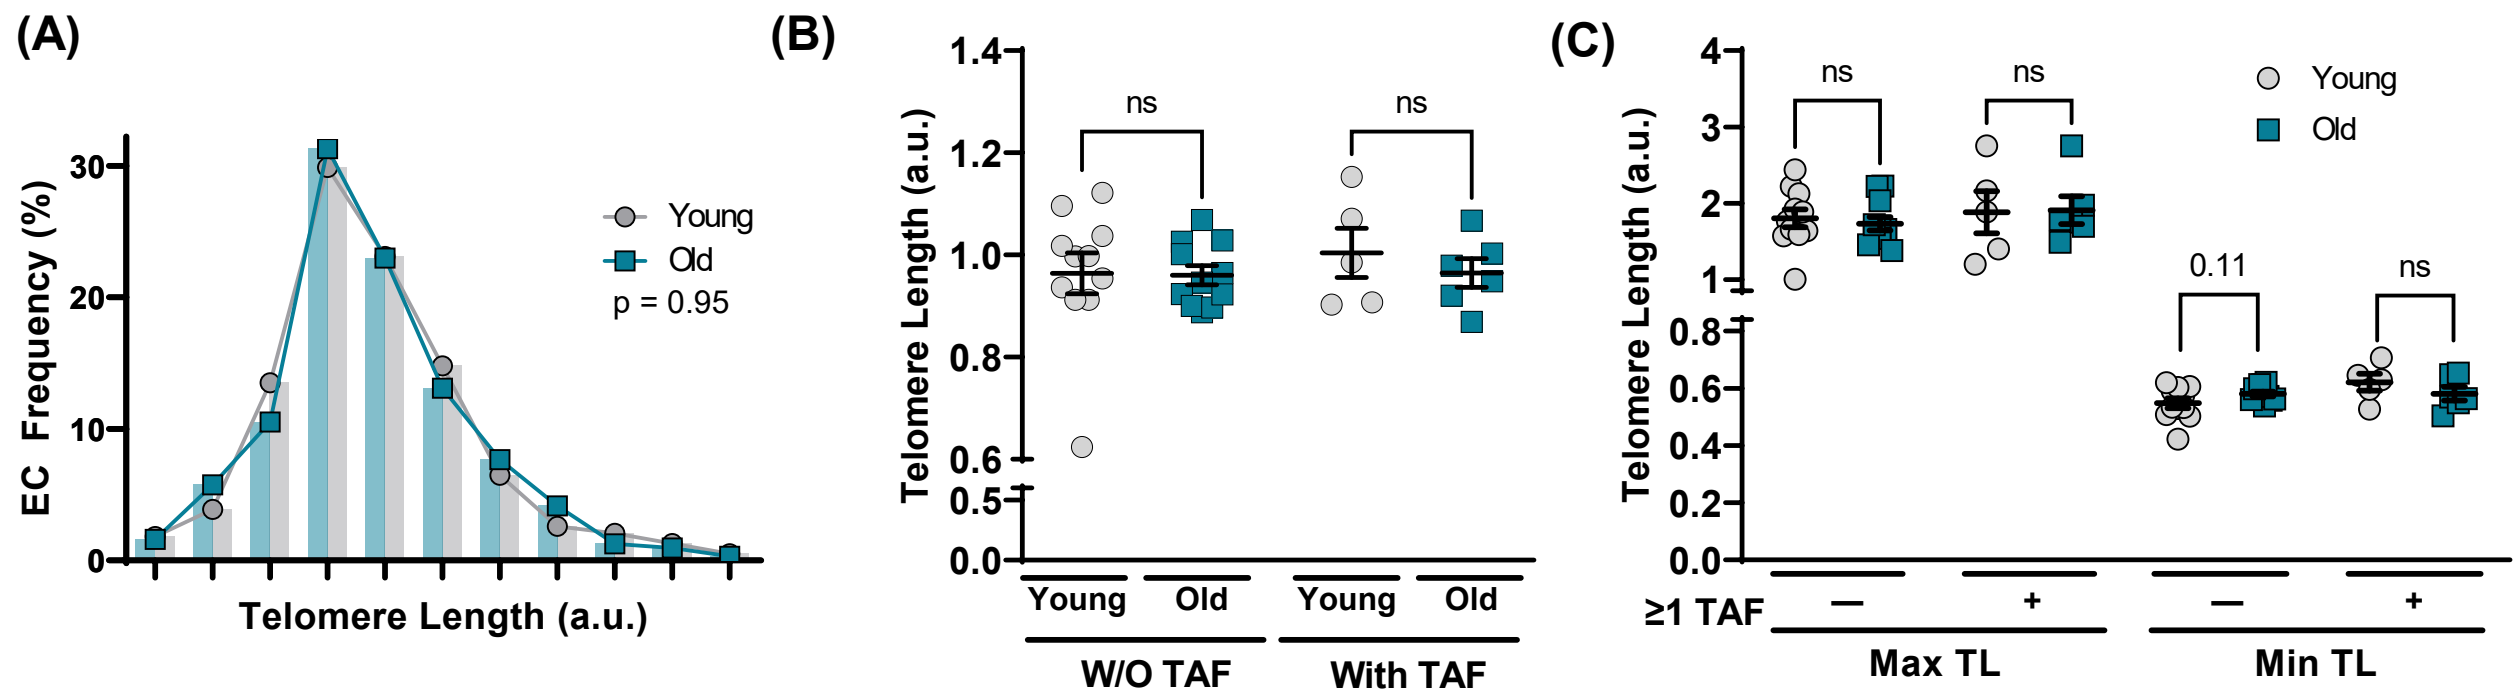 (A)
EC Frequency (%)
30
20
10
0
Young
Old
p = 0.95
Telomere Length (a.u.)
(B)
Telomere Length (a.u.)
1.4
1.2
1.0
0.8
0.6
0.5
0.0
ns
ns
Young
Old
Young
Old
W/O TAF
With TAF
(C)
Telomere Length (a.u.)
4
3
2
1
0.8
0.6
0.4
0.2
0.0
ns
ns
0.11
ns
Young
Old
≥1 TAF
— + — +
Max TL
Min TL